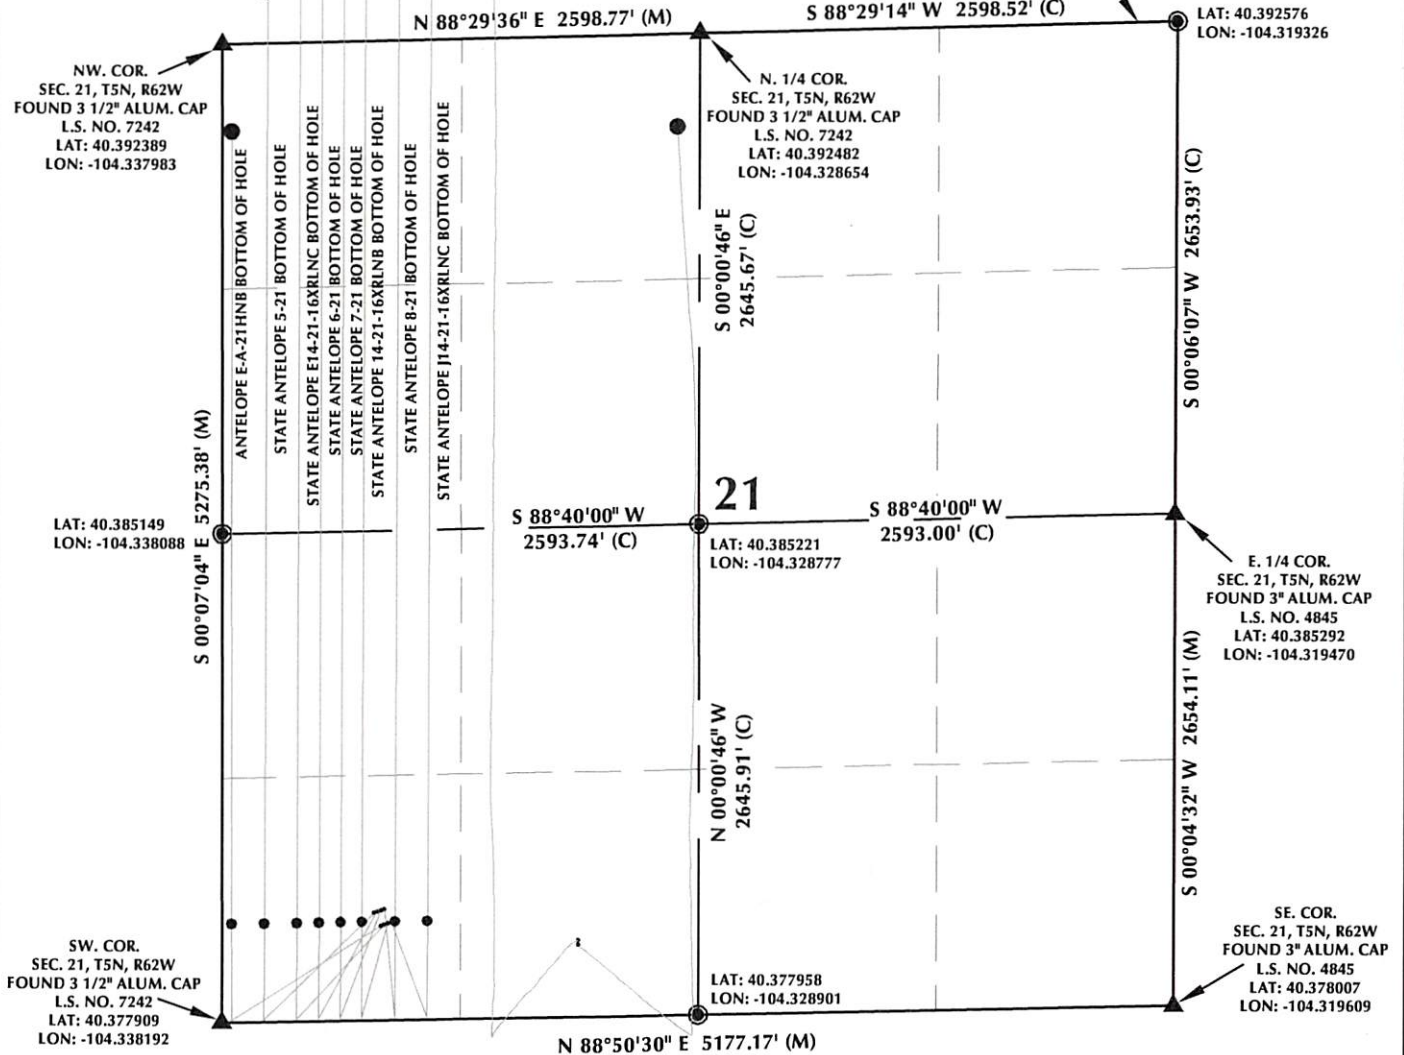 N 88°29'36" E 2598.77' (M)
S 88°29'14" W 2598.52' (C)
LAT: 40.392576
LON: -104.319326
NW. COR.
SEC. 21, T5N, R62W
FOUND 3 1/2" ALUM. CAP
L.S. NO. 7242
LAT: 40.392389
LON: -104.337983
N. 1/4 COR.
SEC. 21, T5N, R62W
FOUND 3 1/2" ALUM. CAP
L.S. NO. 7242
LAT: 40.392482
LON: -104.328654
ANTELOPE E-A-21HNB BOTTOM OF HOLE
STATE ANTELOPE 5-21 BOTTOM OF HOLE
STATE ANTELOPE E14-21-16XRLNC BOTTOM OF HOLE
STATE ANTELOPE 6-21 BOTTOM OF HOLE
STATE ANTELOPE 7-21 BOTTOM OF HOLE
STATE ANTELOPE 14-21-16XRLNB BOTTOM OF HOLE
STATE ANTELOPE 8-21 BOTTOM OF HOLE
STATE ANTELOPE J14-21-16XRLNC BOTTOM OF HOLE
S 00°00'46" E
2645.67' (C)
S 00°06'07" W 2653.93' (C)
S 00°07'04" E 5275.38' (M)
21
LAT: 40.385149
LON: -104.338088
S 88°40'00" W
2593.74' (C)
S 88°40'00" W
2593.00' (C)
LAT: 40.385221
LON: -104.328777
E. 1/4 COR.
SEC. 21, T5N, R62W
FOUND 3" ALUM. CAP
L.S. NO. 4845
LAT: 40.385292
LON: -104.319470
N 00°00'46" W
2645.91' (C)
S 00°04'32" W 2654.11' (M)
SW. COR.
SEC. 21, T5N, R62W
FOUND 3 1/2" ALUM. CAP
L.S. NO. 7242
LAT: 40.377909
LON: -104.338192
LAT: 40.377958
LON: -104.328901
SE. COR.
SEC. 21, T5N, R62W
FOUND 3" ALUM. CAP
L.S. NO. 4845
LAT: 40.378007
LON: -104.319609
N 88°50'30" E 5177.17' (M)